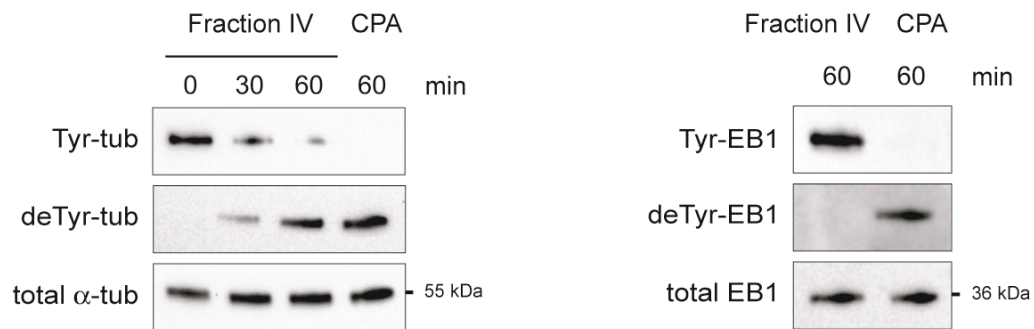 Fraction IV CPA
0 30 60 60 min
Tyr-tub
deTyr-tub
total α-tub
55 kDa
Fraction IV CPA
60 60 min
Tyr-EB1
deTyr-EB1
total EB1
36 kDa